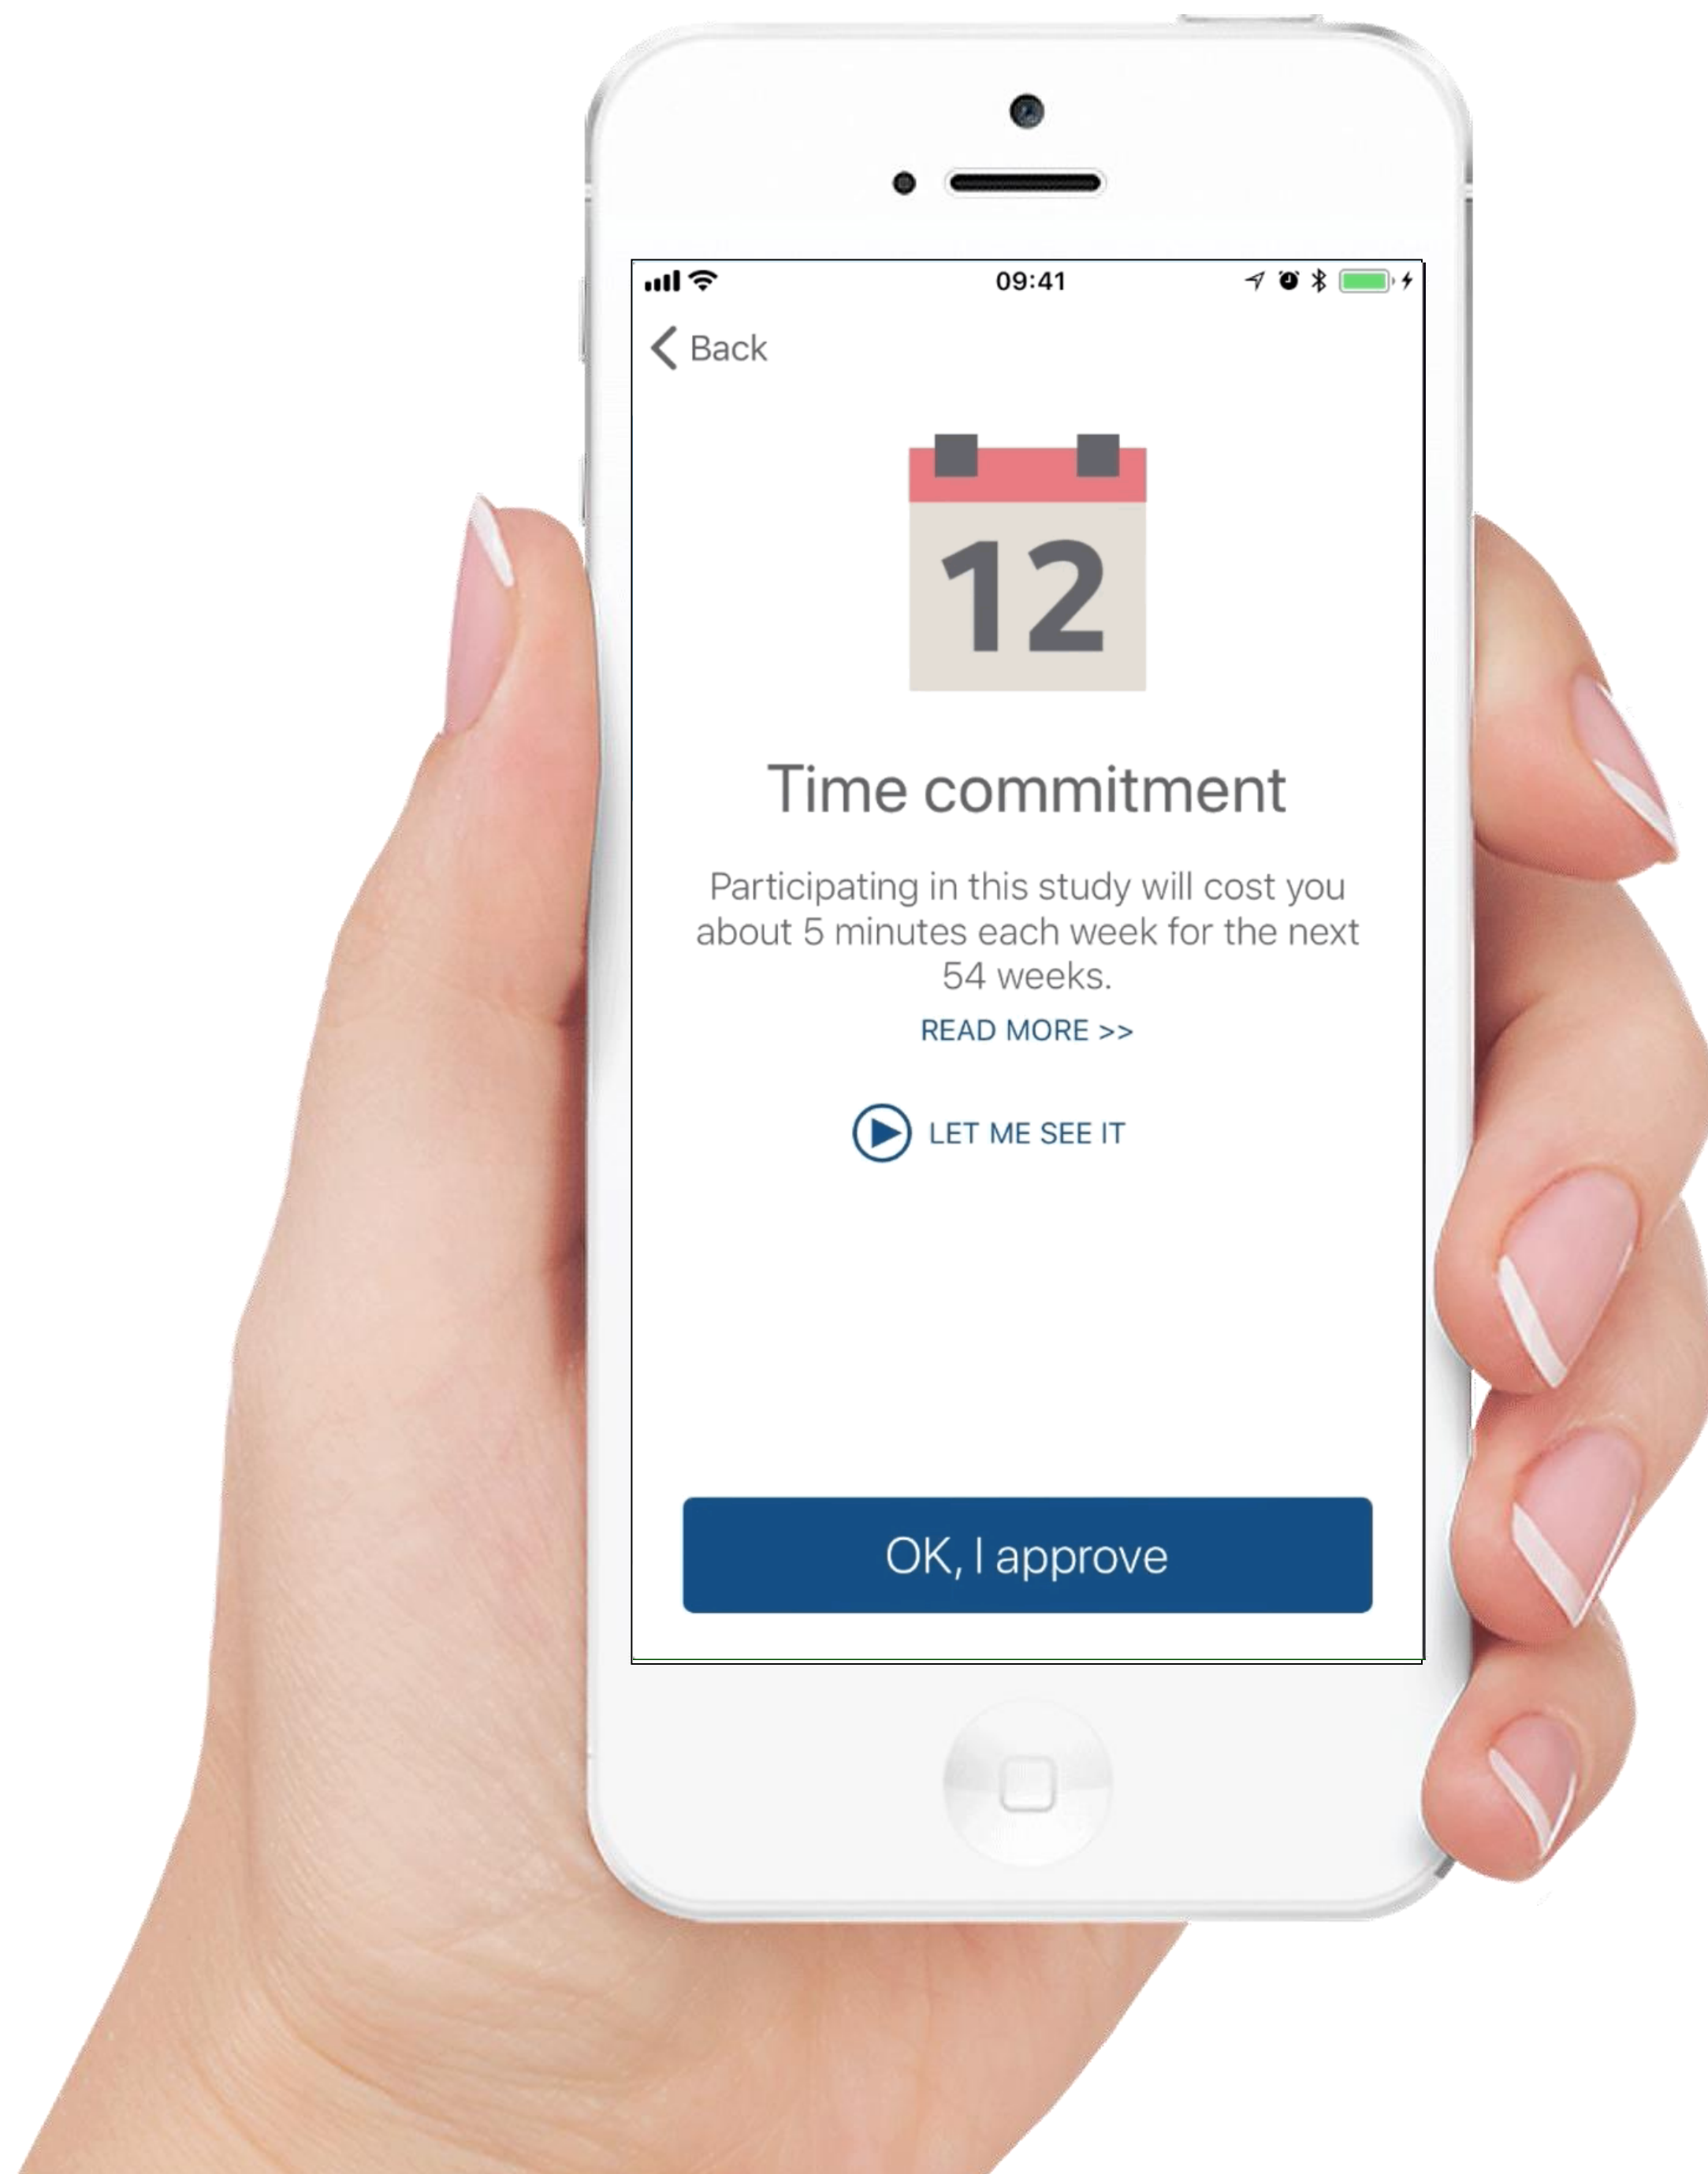 09:41
Back
12
Time commitment
Participating in this study will cost you
about 5 minutes each week for the next
54 weeks.
READ MORE >>
LET ME SEE IT
OK, I approve